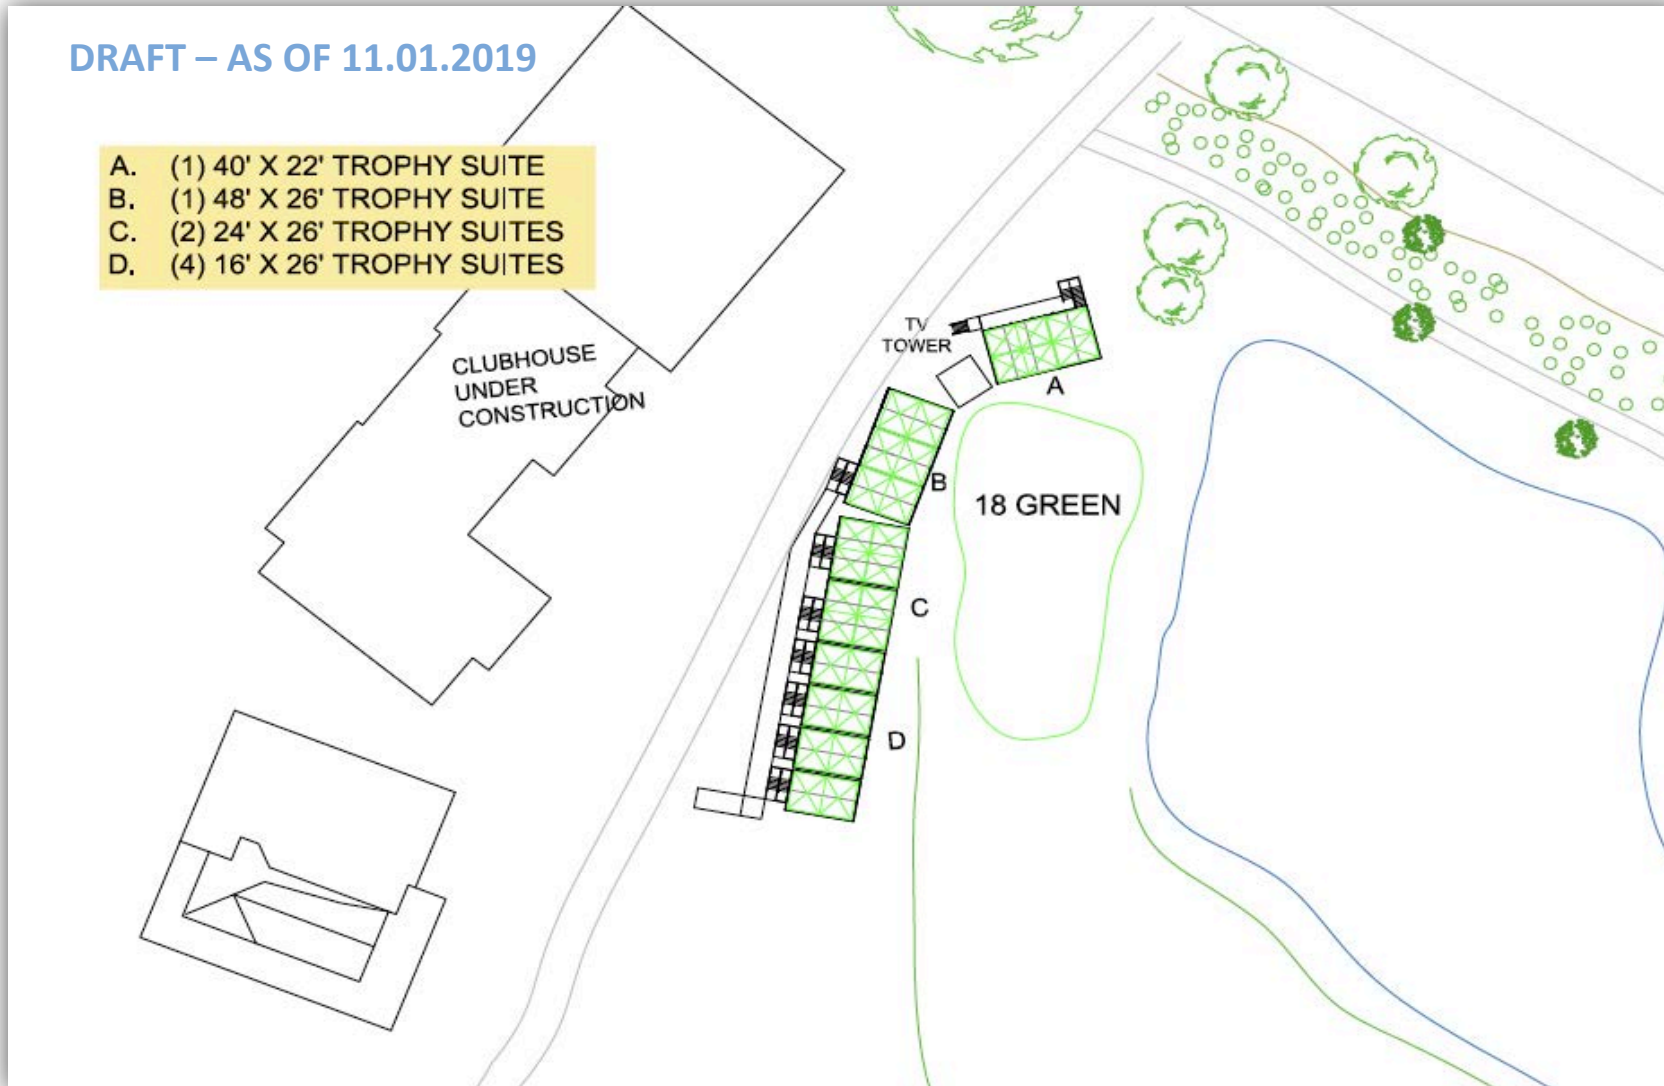 DRAFT – AS OF 11.01.2019
A. (1) 40' X 22' TROPHY SUITE
B. (1) 48' X 26' TROPHY SUITE
C. (2) 24' X 26' TROPHY SUITES
D. (4) 16' X 26' TROPHY SUITES
CLUBHOUSE
UNDER
CONSTRUCTION
TV
TOWER
A
B
18 GREEN
C
D